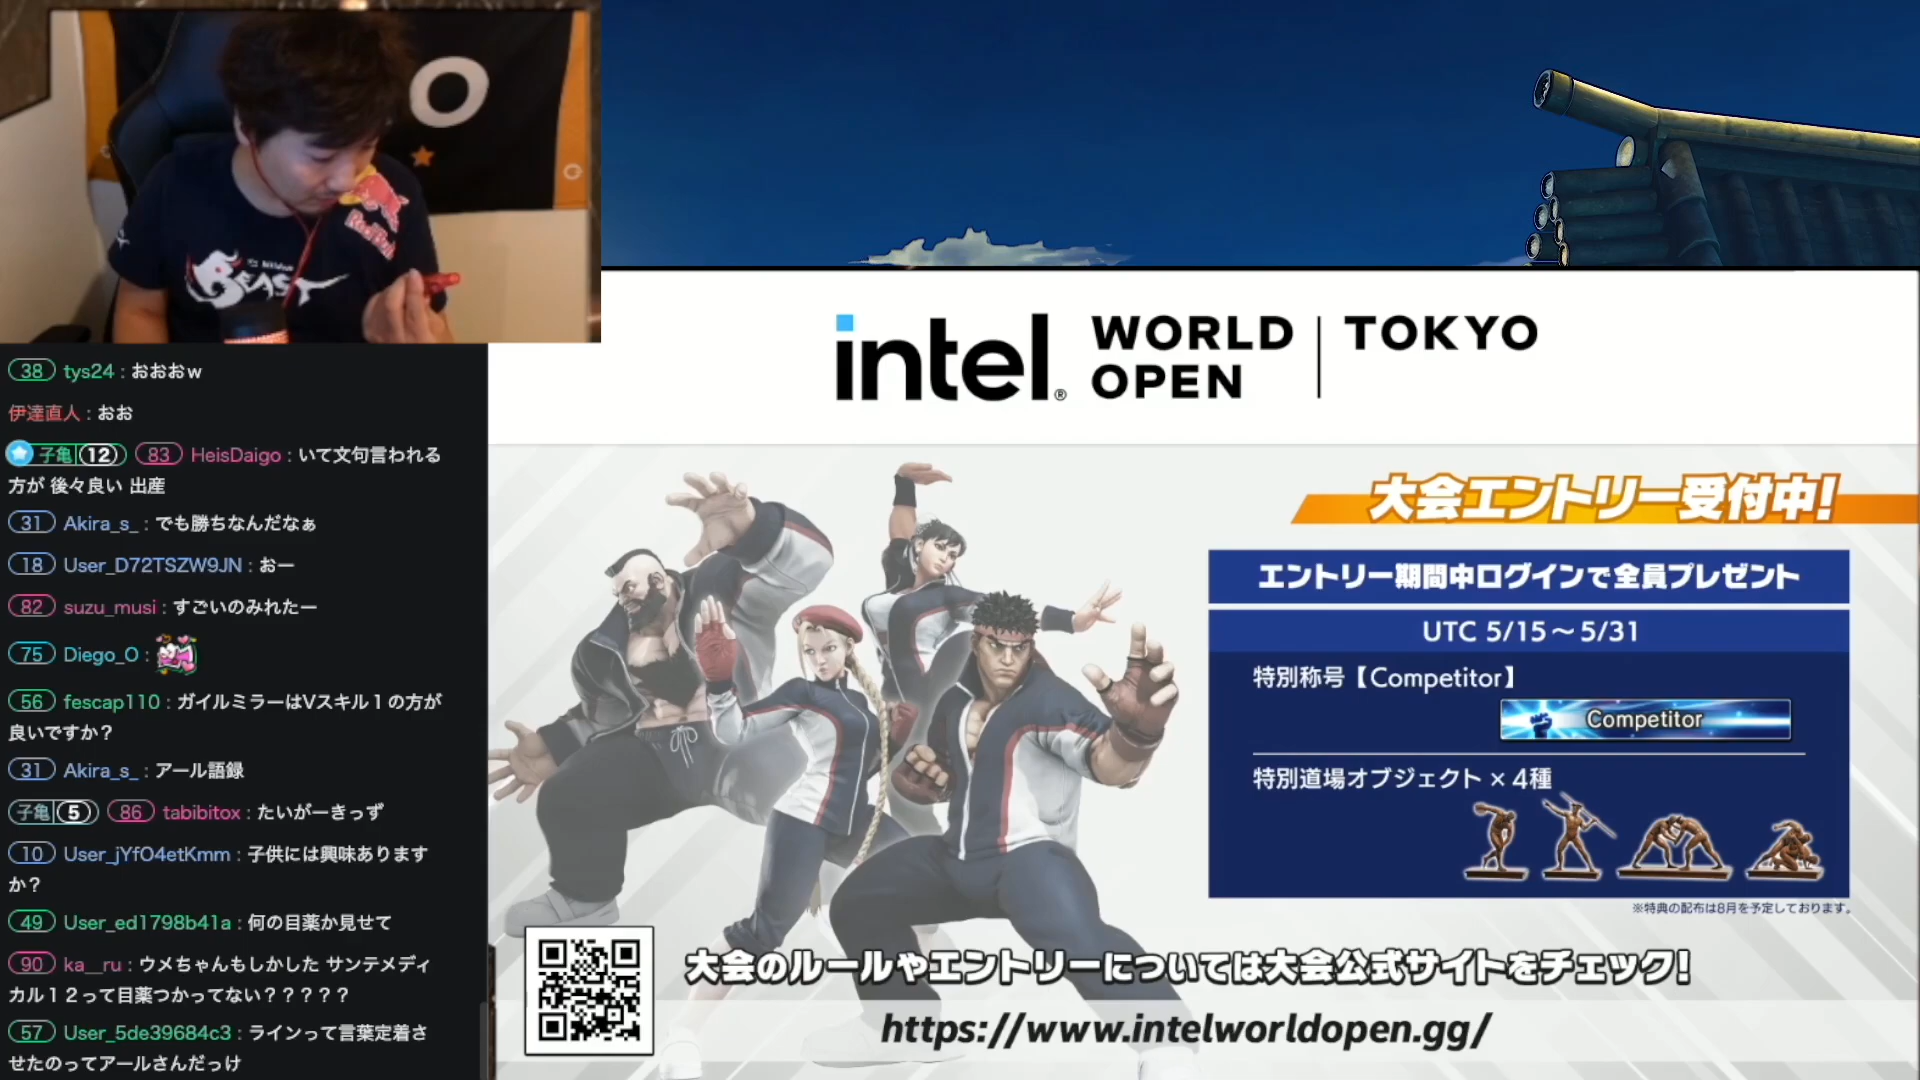 O
RedBull
BEAST
38 tys24 : おおおw
伊達直人 : おお
子亀 12 83 HeisDaigo : いて文句言われる
方が 後々良い 出産
31 Akira_s_ : でも勝ちなんだなぁ
18 User_D72TSZW9JN : おー
82 suzu_musi : すごいのみれたー
75 Diego_O :
56 fescap110 : ガイルミラーはVスキル１の方が
良いですか？
31 Akira_s_ : アール語録
子亀 5 86 tabibitox : たいがーきっず
10 User_jYfO4etKmm : 子供には興味あります
か？
49 User_ed1798b41a : 何の目薬か見せて
90 ka__ru : ウメちゃんもしかした サンテメディ
カル１２って目薬つかってない？？？？？
57 User_5de39684c3 : ラインって言葉定着さ
せたのってアールさんだっけ
intel® WORLD OPEN | TOKYO
大会エントリー受付中!
エントリー期間中ログインで全員プレゼント
UTC 5/15～5/31
特別称号【Competitor】
Competitor
特別道場オブジェクト × 4種
※特典の配布は8月を予定しております。
大会のルールやエントリーについては大会公式サイトをチェック!
https://www.intelworldopen.gg/